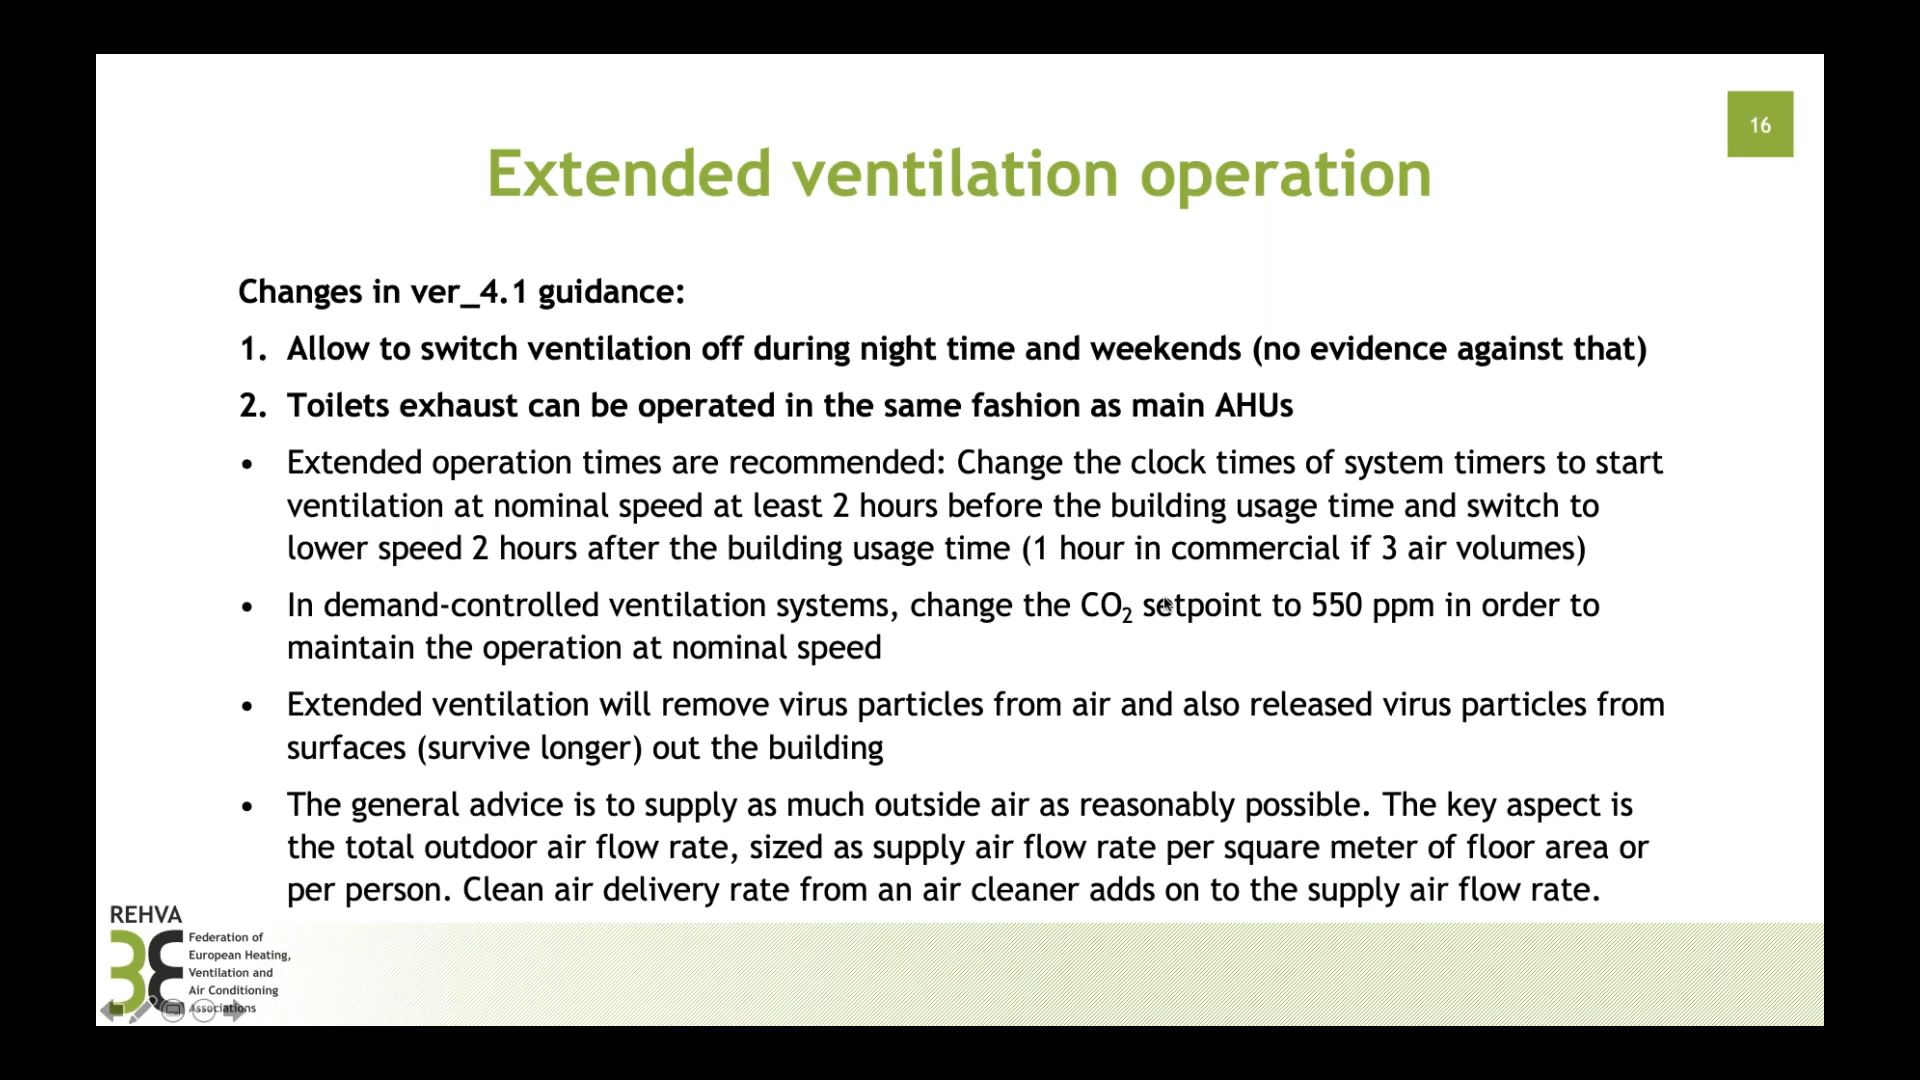 16
Extended ventilation operation
Changes in ver_4.1 guidance:
1. Allow to switch ventilation off during night time and weekends (no evidence against that)
2. Toilets exhaust can be operated in the same fashion as main AHUs
• Extended operation times are recommended: Change the clock times of system timers to start
ventilation at nominal speed at least 2 hours before the building usage time and switch to
lower speed 2 hours after the building usage time (1 hour in commercial if 3 air volumes)
• In demand-controlled ventilation systems, change the CO₂ setpoint to 550 ppm in order to
maintain the operation at nominal speed
• Extended ventilation will remove virus particles from air and also released virus particles from
surfaces (survive longer) out the building
• The general advice is to supply as much outside air as reasonably possible. The key aspect is
the total outdoor air flow rate, sized as supply air flow rate per square meter of floor area or
per person. Clean air delivery rate from an air cleaner adds on to the supply air flow rate.
REHVA
Federation of
European Heating,
Ventilation and
Air Conditioning
Associations